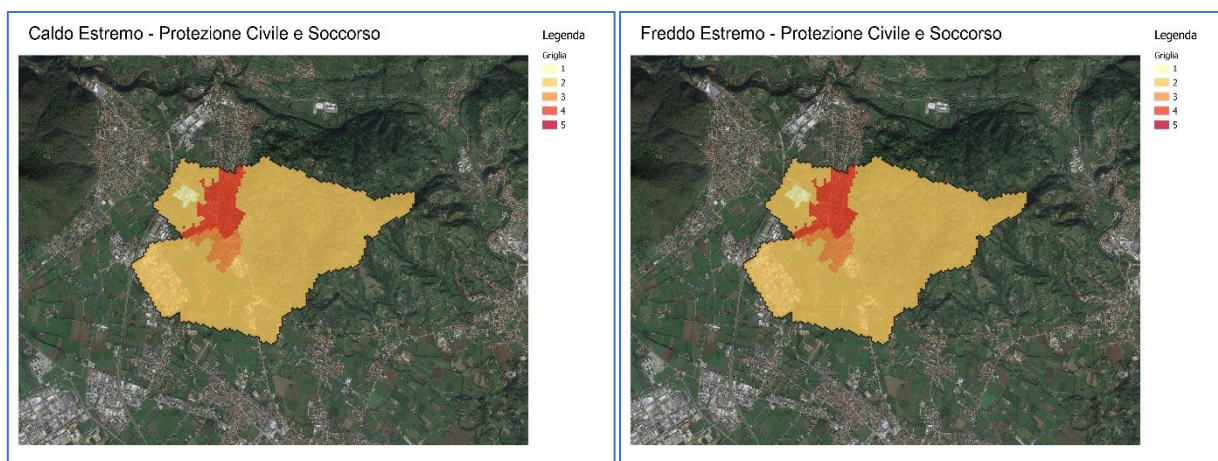 Caldo Estremo - Protezione Civile e Soccorso
Legenda
Griglia
1
2
3
4
5
Freddo Estremo - Protezione Civile e Soccorso
Legenda
Griglia
1
2
3
4
5